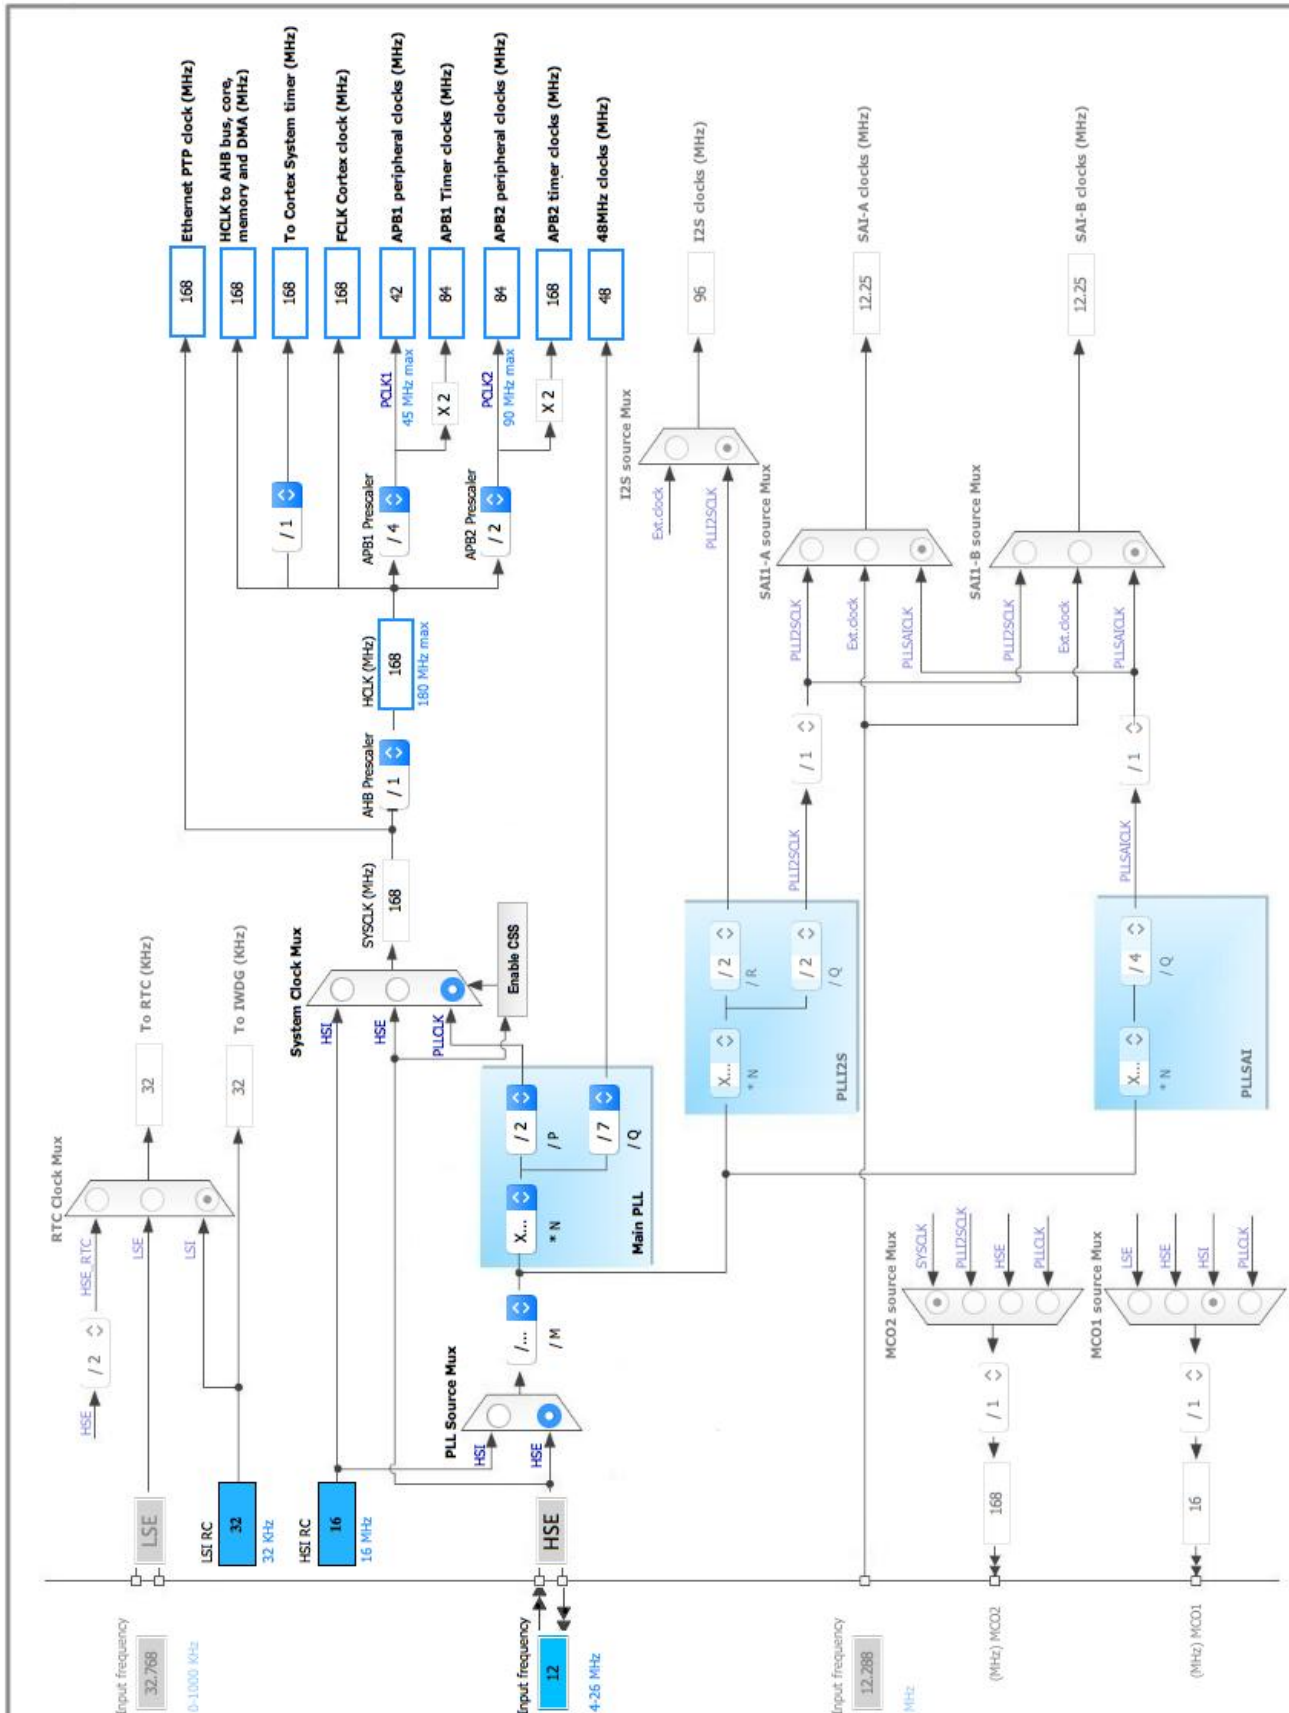 Input frequency
32.768
0-1000 KHz
LSE
LSI RC
32
32 KHz
HSI RC
16
16 MHz
Input frequency
12
4-26 MHz
HSE
Input frequency
12.288
MHz
(MHz) MCO2
(MHz) MCO1
HSE
/ 2
HSE_RTC
LSE
LSI
RTC Clock Mux
32
To RTC (KHz)
32
To IWDG (KHz)
PLL Source Mux
HSI
HSE
/...
/ M
X...
* N
/ 2
/ P
/ 7
/ Q
Main PLL
System Clock Mux
HSI
HSE
PLLCLK
Enable CSS
SYSCLK (MHz)
168
AHB Prescaler
/ 1
HCLK (MHz)
168
180 MHz max
/ 1
APB1 Prescaler
/ 4
PCLK1
45 MHz max
X 2
APB2 Prescaler
/ 2
PCLK2
90 MHz max
X 2
168
Ethernet PTP clock (MHz)
168
HCLK to AHB bus, core,
memory and DMA (MHz)
168
To Cortex System timer (MHz)
168
FCLK Cortex clock (MHz)
42
APB1 peripheral clocks (MHz)
84
APB1 Timer clocks (MHz)
84
APB2 peripheral clocks (MHz)
168
APB2 timer clocks (MHz)
48
48MHz clocks (MHz)
X...
* N
/ 2
/ R
/ 2
/ Q
PLLI2S
PLLI2SCLK
/ 1
I2S source Mux
Ext.clock
PLLI2SCLK
96
I2S clocks (MHz)
SAI1-A source Mux
PLLI2SCLK
Ext.clock
PLLSAICLK
12.25
SAI-A clocks (MHz)
SAI1-B source Mux
PLLI2SCLK
Ext.clock
PLLSAICLK
12.25
SAI-B clocks (MHz)
X...
* N
/ 4
/ Q
PLLSAI
PLLSAICLK
/ 1
MCO2 source Mux
SYSCLK
PLLI2SCLK
HSE
PLLCLK
/ 1
168
MCO1 source Mux
LSE
HSE
HSI
PLLCLK
/ 1
16